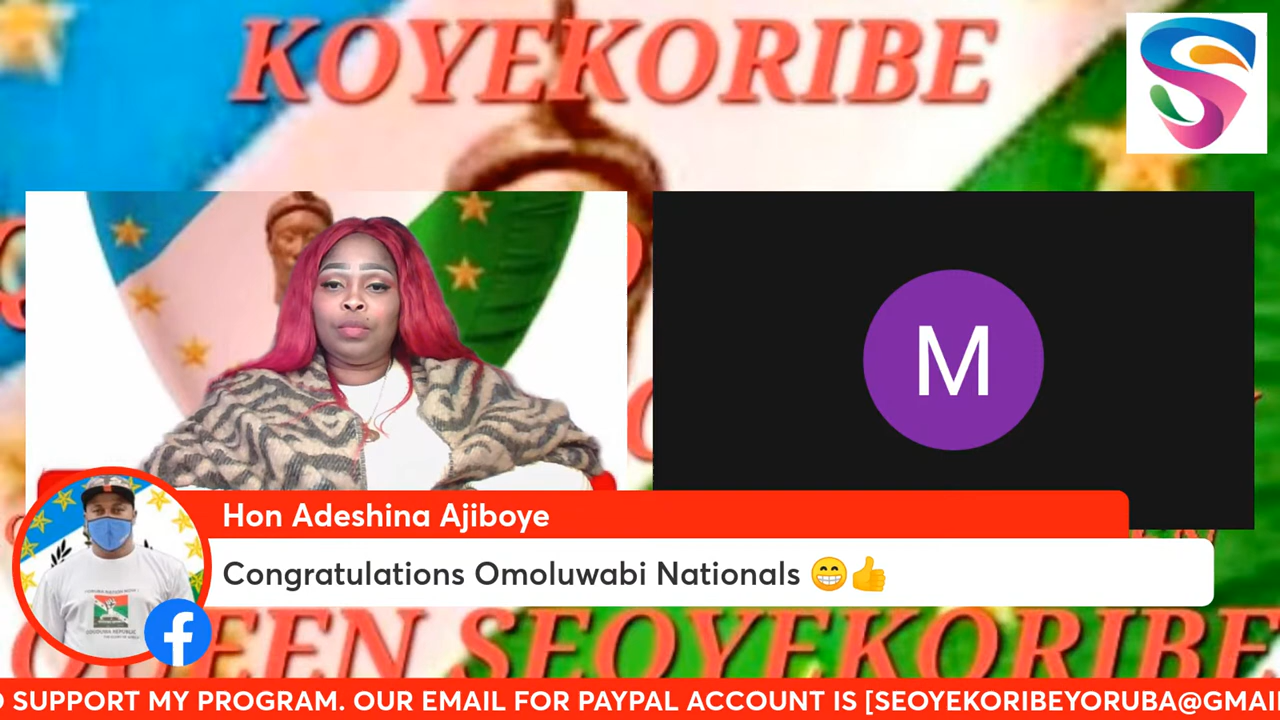 KOYEKORIBE
M
Hon Adeshina Ajiboye
Congratulations Omoluwabi Nationals 😁👍
QUEEN SEOYEKORIBE
SUPPORT MY PROGRAM. OUR EMAIL FOR PAYPAL ACCOUNT IS [SEOYEKORIBEYORUBA@GMAI